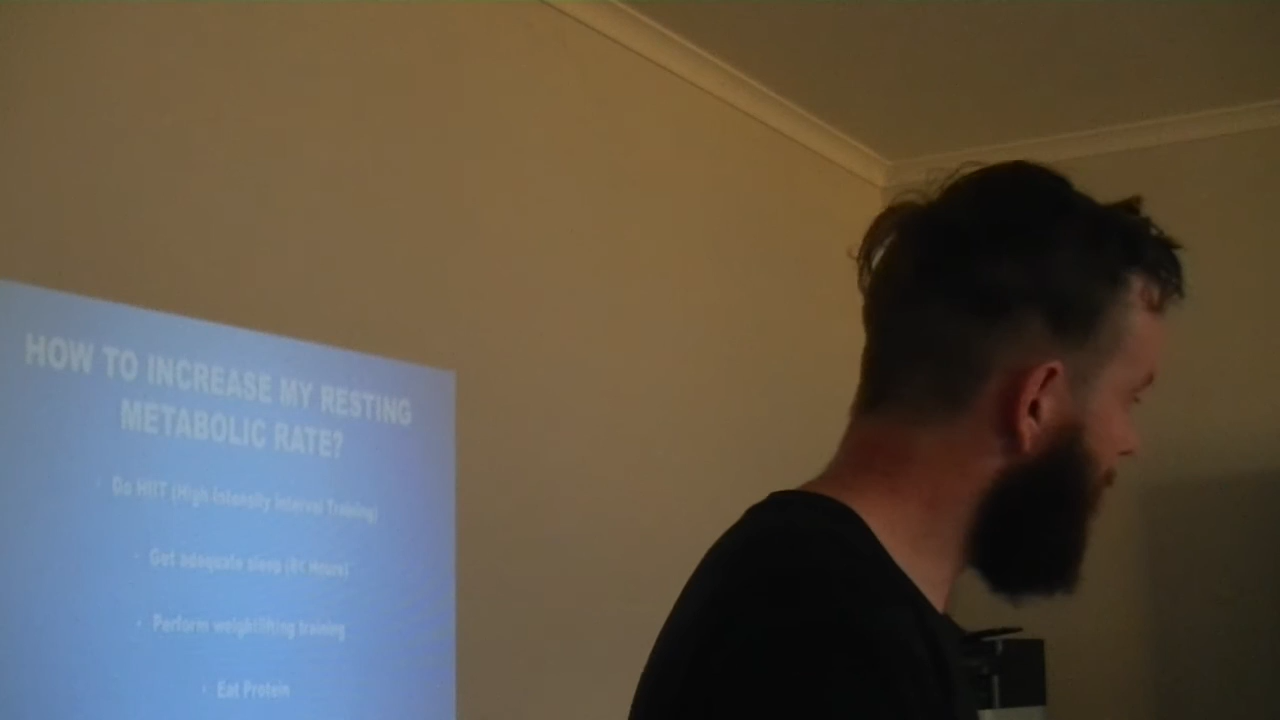 HOW TO INCREASE MY RESTING
METABOLIC RATE?
· Do HIIT (High Intensity Interval Training)
· Get adequate sleep Hours)
· Perform weightlifting training
· Eat Protein